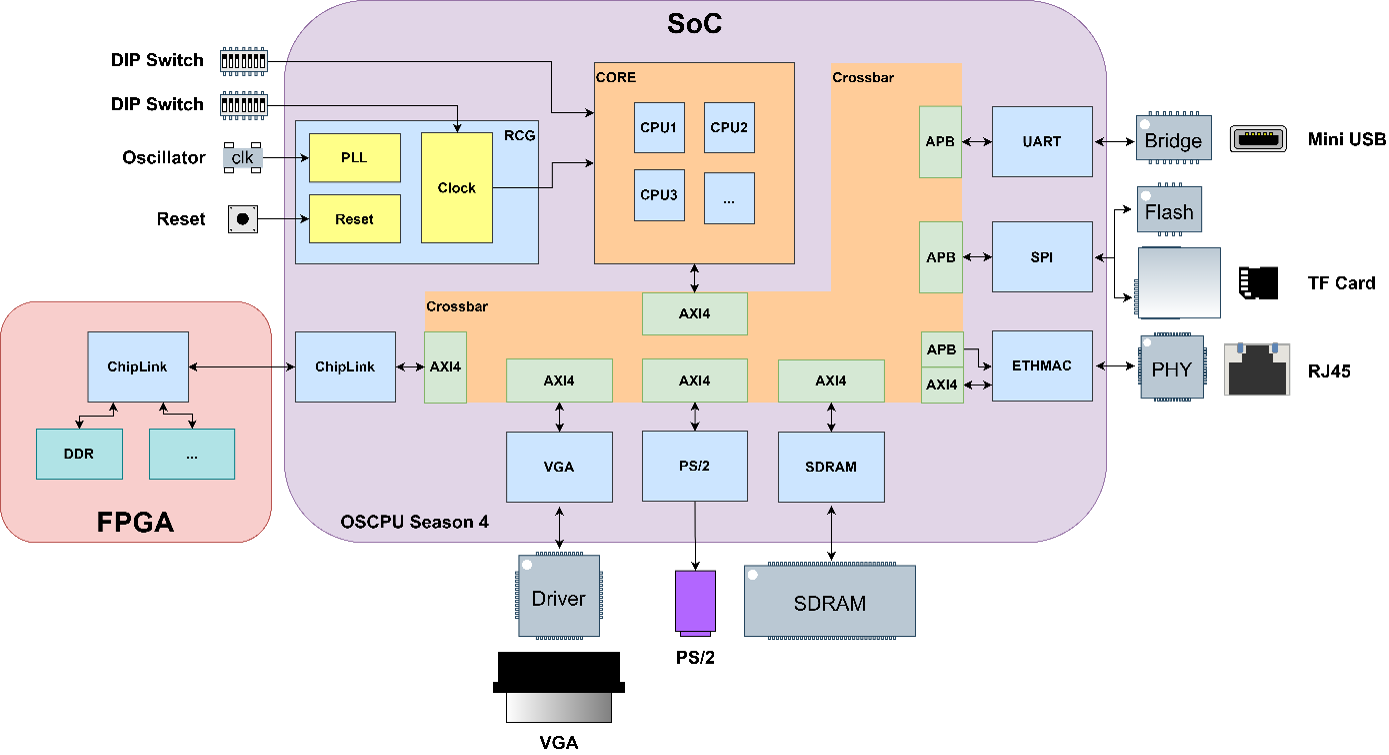 SoC
DIP Switch
DIP Switch
Oscillator
clk
Reset
RCG
PLL
Reset
Clock
CORE
CPU1
CPU2
CPU3
...
Crossbar
APB
UART
Bridge
Mini USB
APB
SPI
Flash
TF Card
APB
AXI4
ETHMAC
PHY
RJ45
Crossbar
AXI4
AXI4
AXI4
AXI4
AXI4
ChipLink
ChipLink
DDR
...
FPGA
VGA
PS/2
SDRAM
OSCPU Season 4
Driver
SDRAM
PS/2
VGA